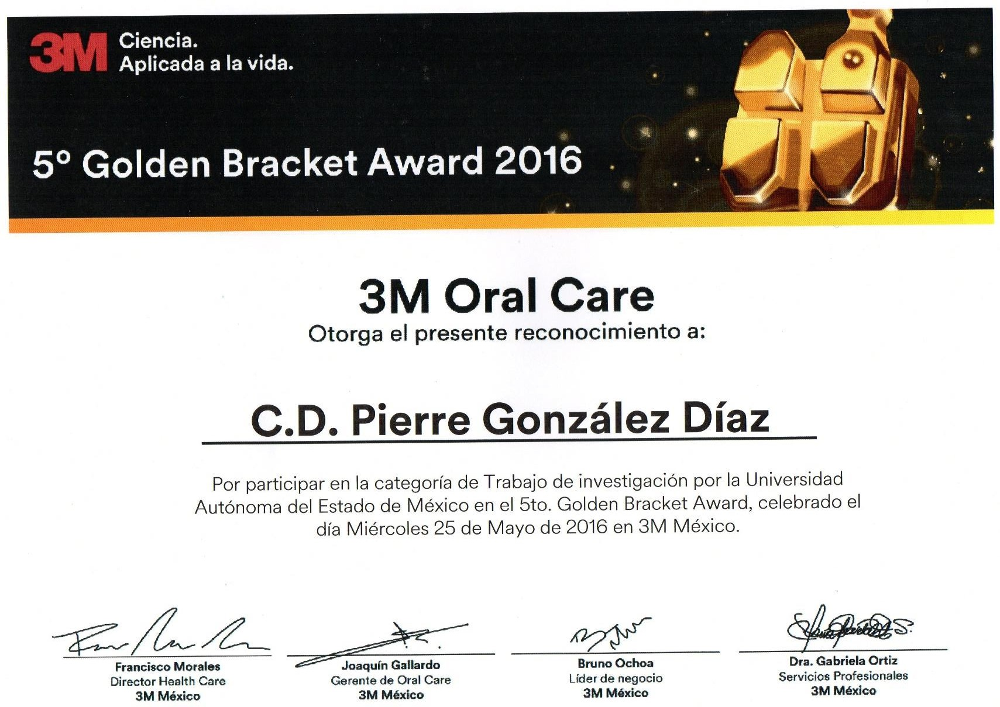 3M Ciencia.
Aplicada a la vida.
5º Golden Bracket Award 2016
3M Oral Care
Otorga el presente reconocimiento a:
C.D. Pierre González Díaz
Por participar en la categoría de Trabajo de investigación por la Universidad
Autónoma del Estado de México en el 5to. Golden Bracket Award, celebrado el
día Miércoles 25 de Mayo de 2016 en 3M México.
Francisco Morales
Director Health Care
3M México
Joaquín Gallardo
Gerente de Oral Care
3M México
Bruno Ochoa
Líder de negocio
3M México
Dra. Gabriela Ortiz
Servicios Profesionales
3M México